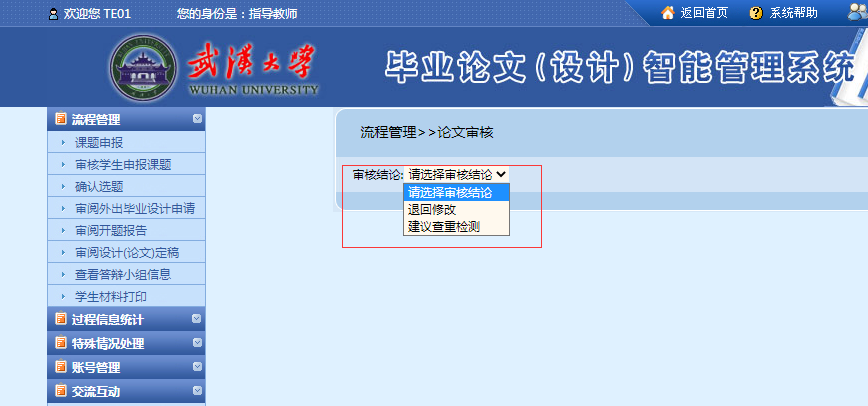 欢迎您 TE01 您的身份是：指导教师 返回首页 系统帮助
武汉大学
WUHAN UNIVERSITY
毕业论文(设计)智能管理系统
流程管理
课题申报
审核学生申报课题
确认选题
审阅外出毕业设计申请
审阅开题报告
审阅设计(论文)定稿
查看答辩小组信息
学生材料打印
过程信息统计
特殊情况处理
账号管理
交流互动
流程管理>>论文审核
审核结论:请选择审核结论
请选择审核结论
退回修改
建议查重检测